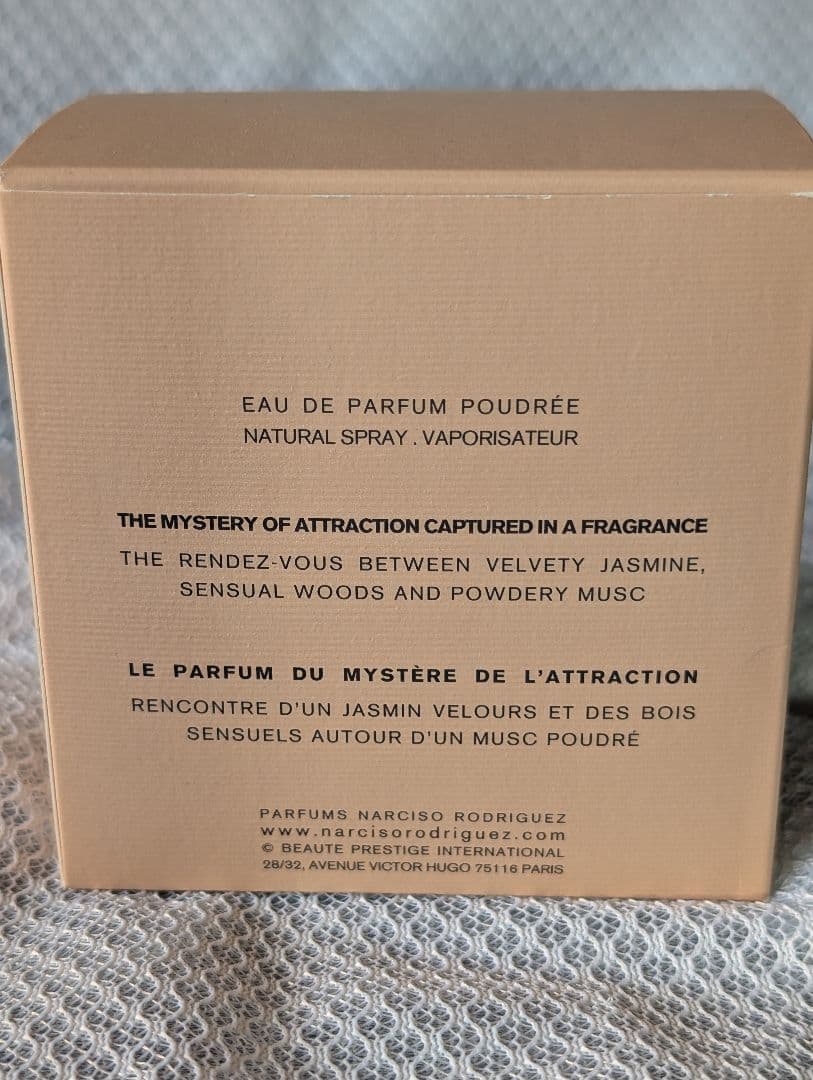 EAU DE PARFUM POUDRÉE
NATURAL SPRAY . VAPORISATEUR
THE MYSTERY OF ATTRACTION CAPTURED IN A FRAGRANCE
THE RENDEZ-VOUS BETWEEN VELVETY JASMINE,
SENSUAL WOODS AND POWDERY MUSC
LE PARFUM DU MYSTÈRE DE L'ATTRACTION
RENCONTRE D'UN JASMIN VELOURS ET DES BOIS
SENSUELS AUTOUR D'UN MUSC POUDRÉ
PARFUMS NARCISO RODRIGUEZ
www.narcisorodriguez.com
© BEAUTE PRESTIGE INTERNATIONAL
28/32, AVENUE VICTOR HUGO 75116 PARIS